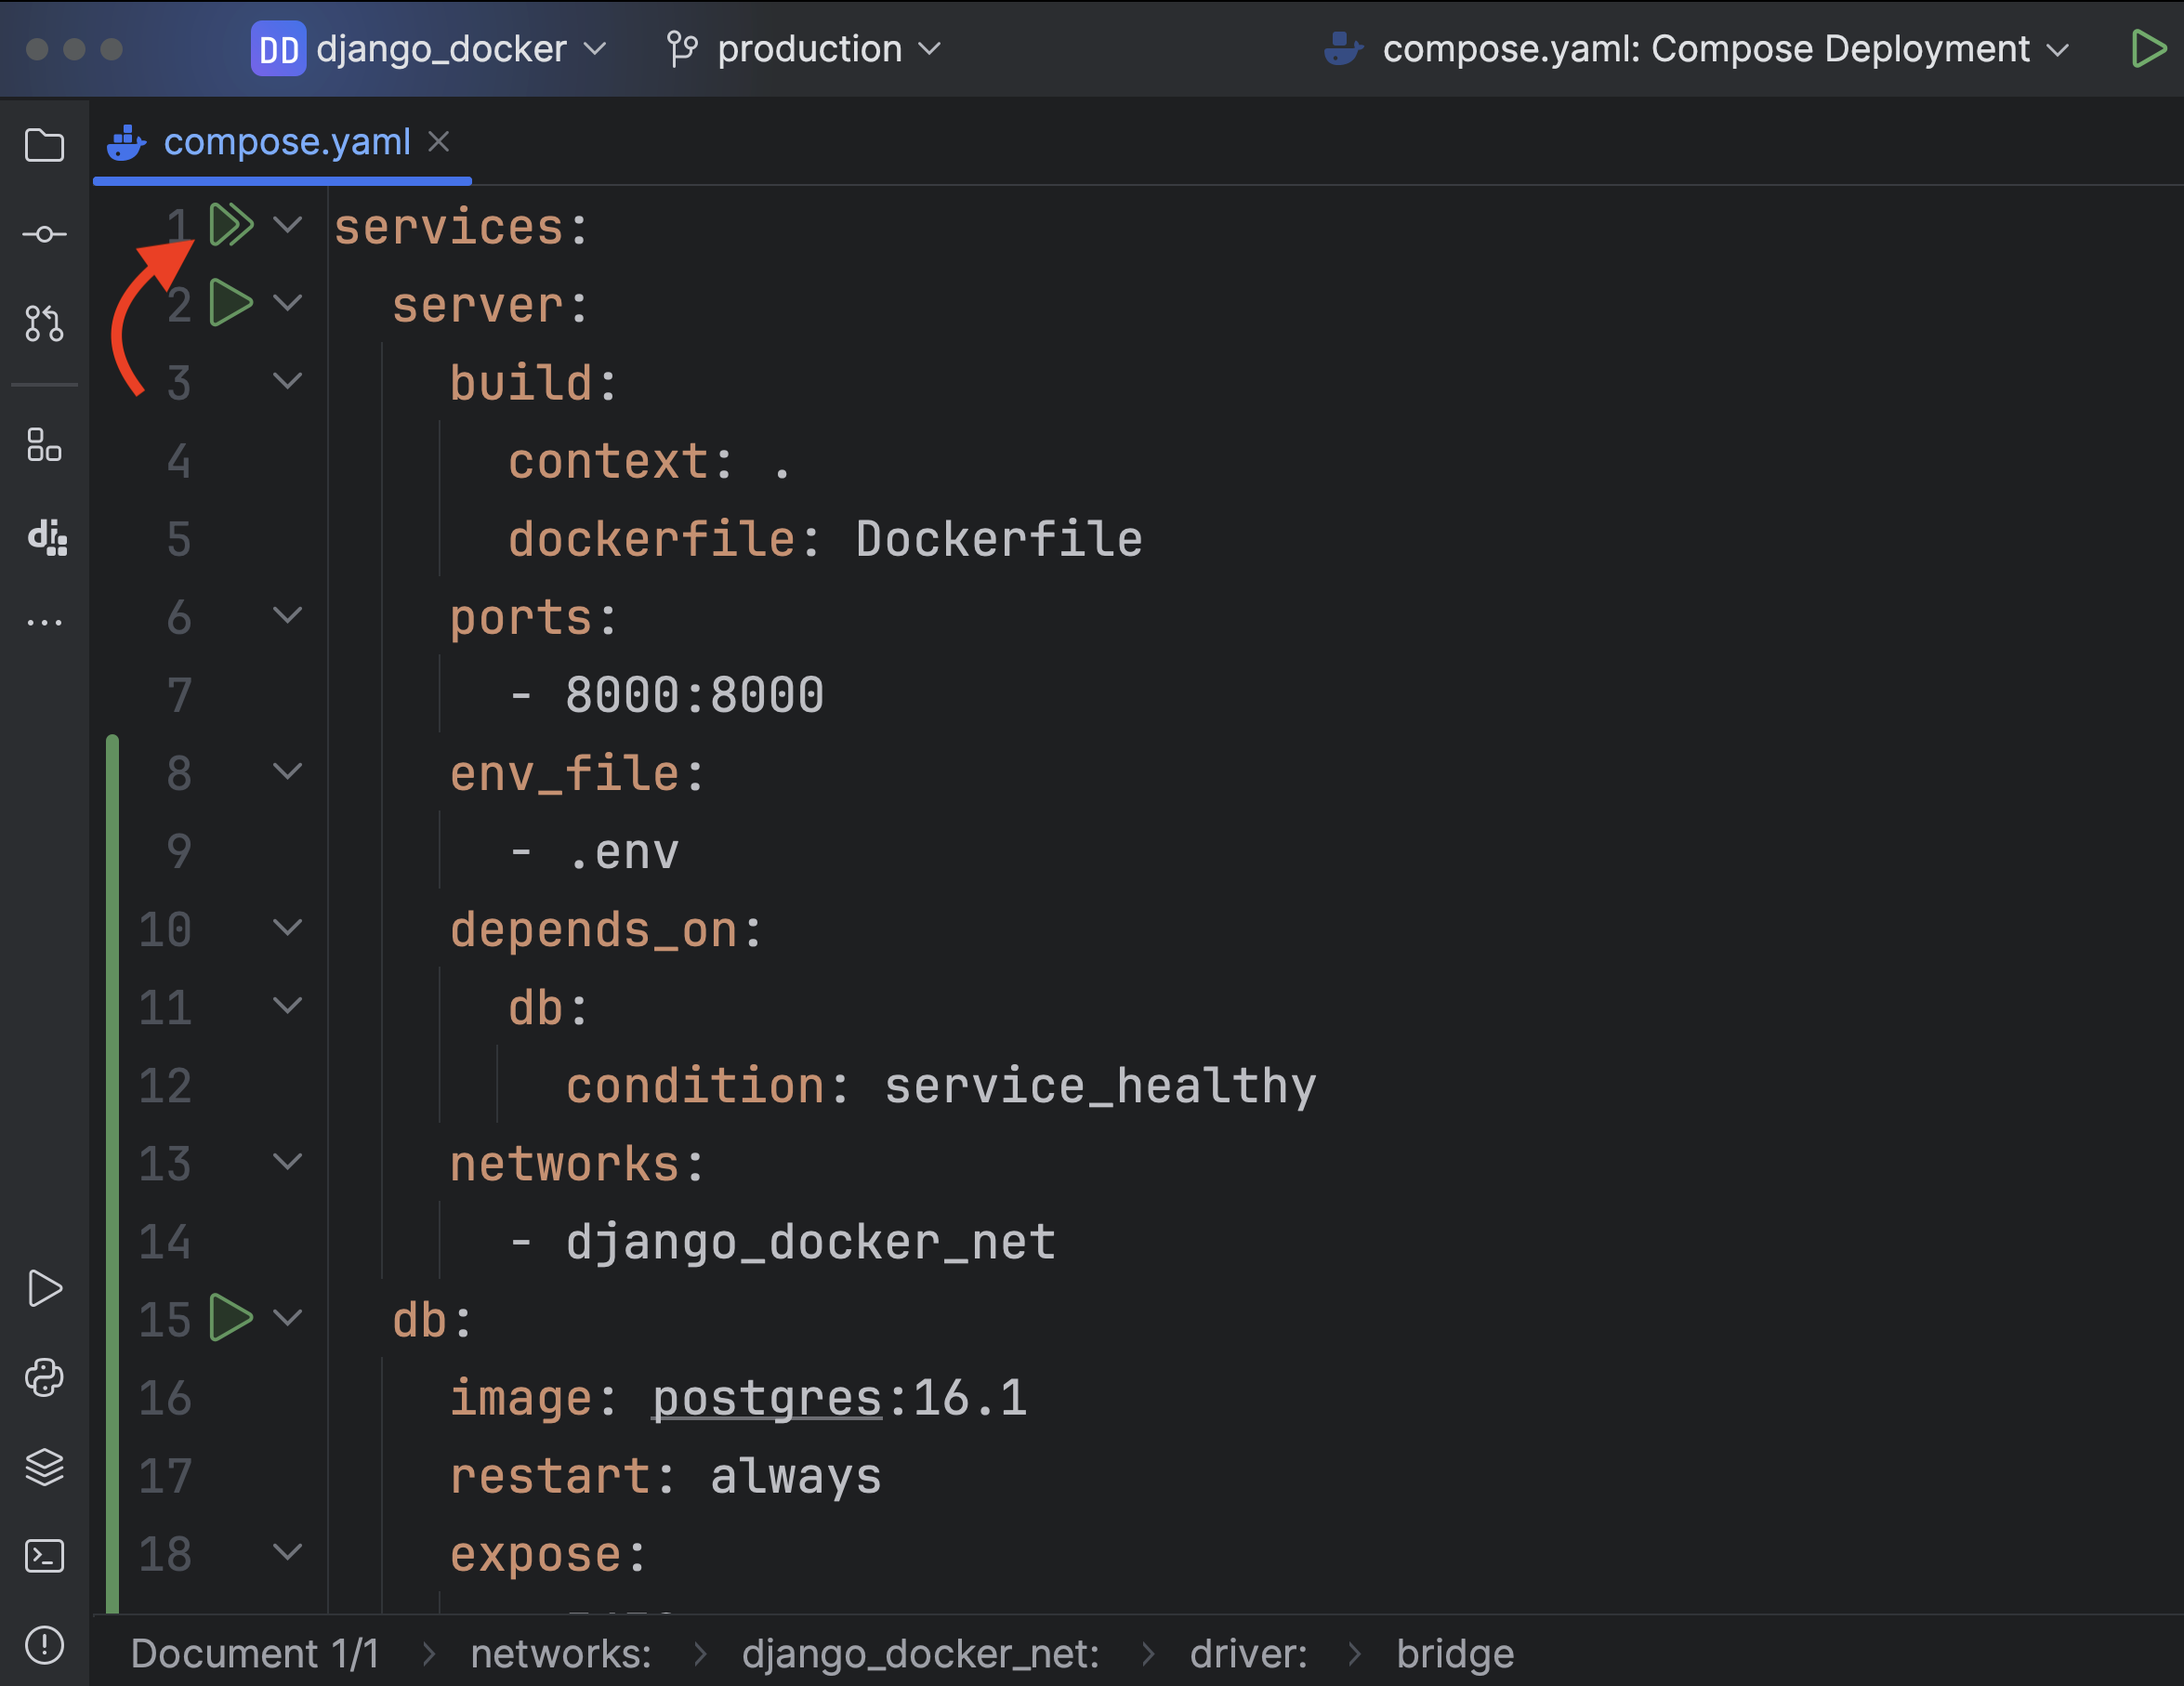 DD django_docker production compose.yaml: Compose Deployment
compose.yaml
1 services:
2 server:
3 build:
4 context: .
5 dockerfile: Dockerfile
6 ports:
7 - 8000:8000
8 env_file:
9 - .env
10 depends_on:
11 db:
12 condition: service_healthy
13 networks:
14 - django_docker_net
15 db:
16 image: postgres:16.1
17 restart: always
18 expose:
Document 1/1 networks: django_docker_net: driver: bridge